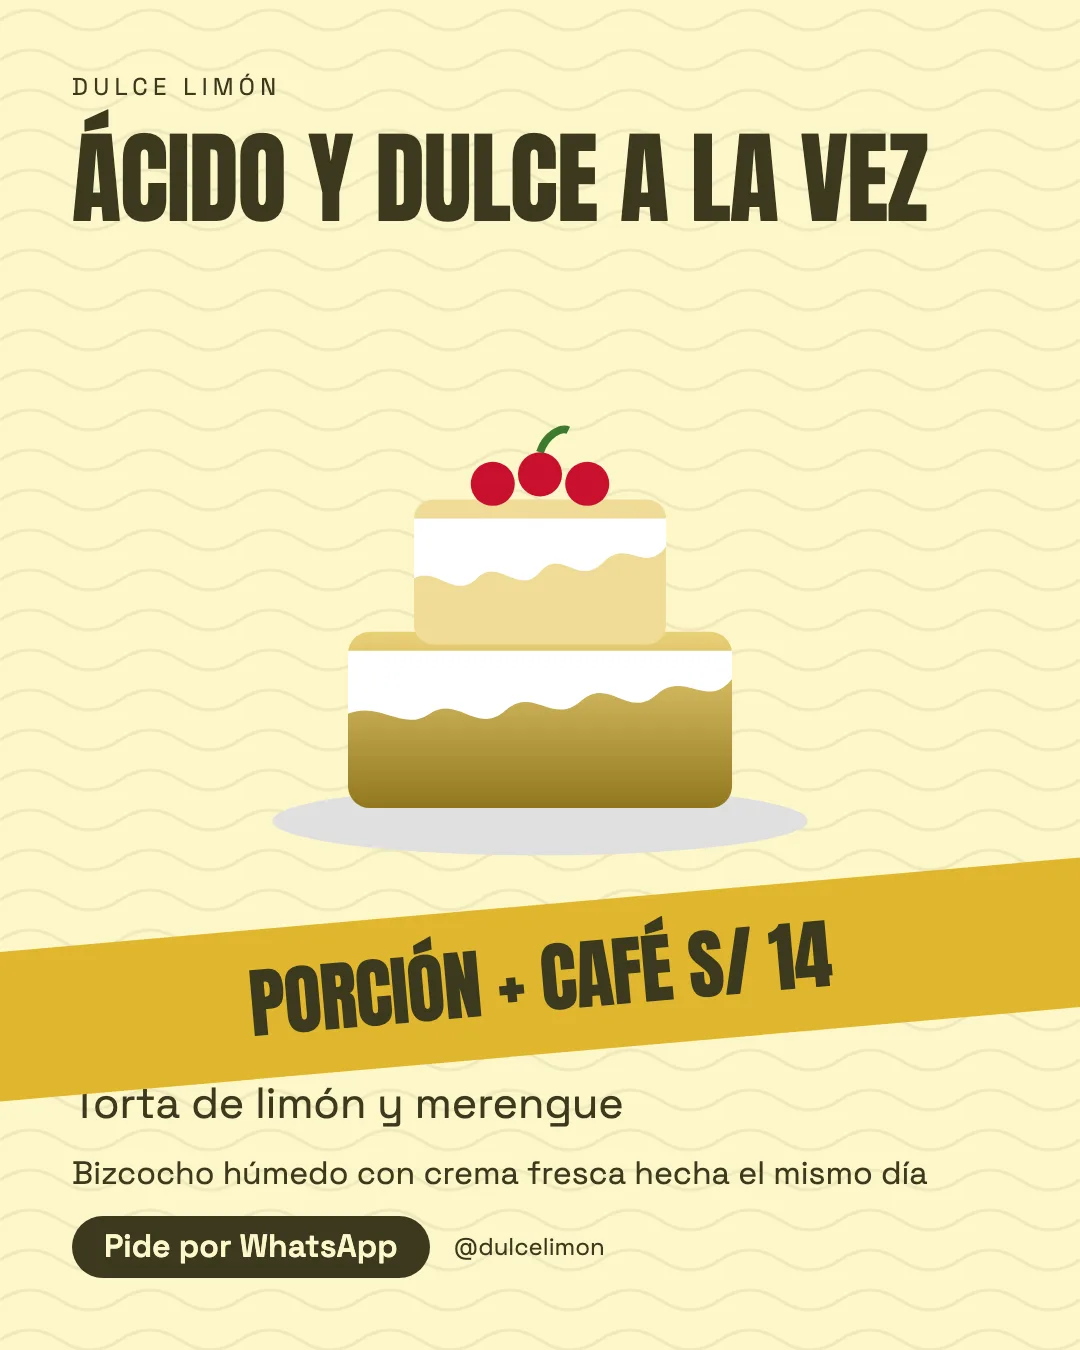 DULCE LIMÓN
ÁCIDO Y DULCE A LA VEZ
PORCIÓN + CAFÉ S/ 14
Torta de limón y merengue
Bizcocho húmedo con crema fresca hecha el mismo día
Pide por WhatsApp
@dulcelimon